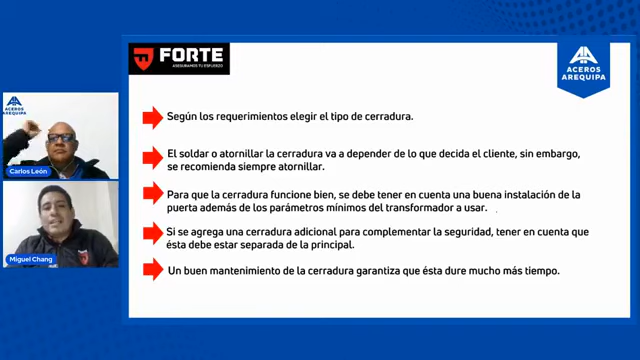 FORTE
ASEGURAMOS TU ESFUERZO
ACEROS
AREQUIPA
Según los requerimientos elegir el tipo de cerradura.
El soldar o atornillar la cerradura va a depender de lo que decida el cliente, sin embargo,
se recomienda siempre atornillar.
Para que la cerradura funcione bien, se debe tener en cuenta una buena instalación de la
puerta además de los parámetros mínimos del transformador a usar.
Si se agrega una cerradura adicional para complementar la seguridad, tener en cuenta que
ésta debe estar separada de la principal.
Un buen mantenimiento de la cerradura garantiza que ésta dure mucho más tiempo.
ACEROS
AREQUIPA
Carlos León
Miguel Chang